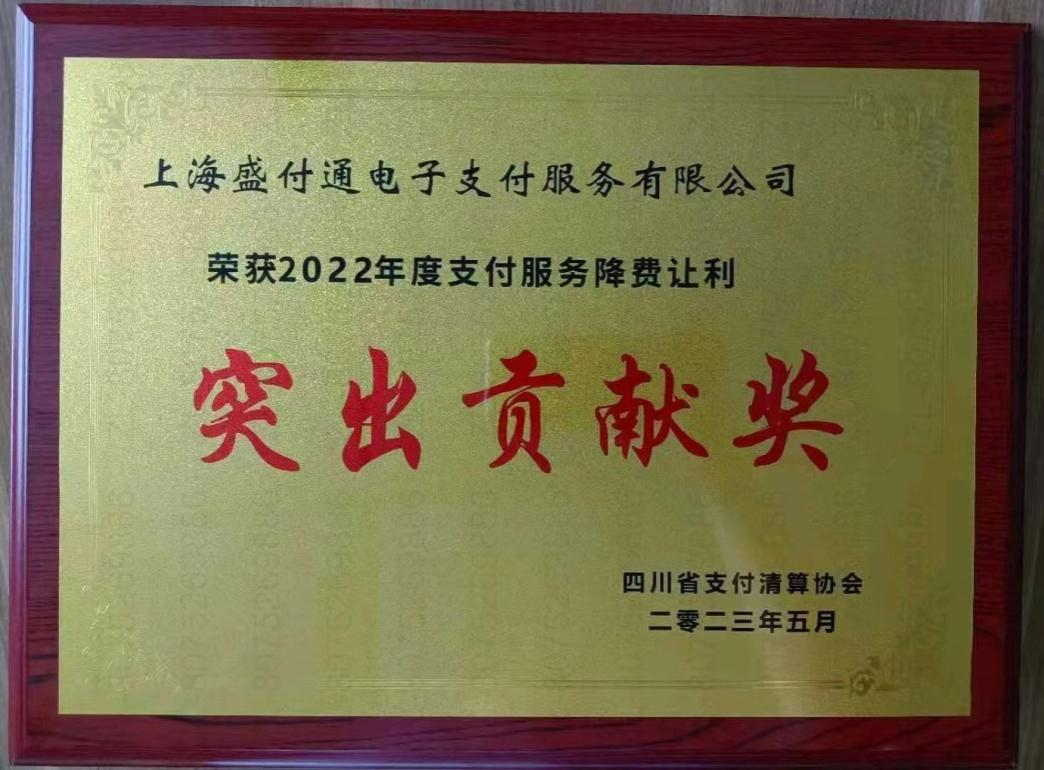 上海盛付通电子支付服务有限公司
荣获2022年度支付服务降费让利
突出贡献奖
四川省支付清算协会
二零二三年五月